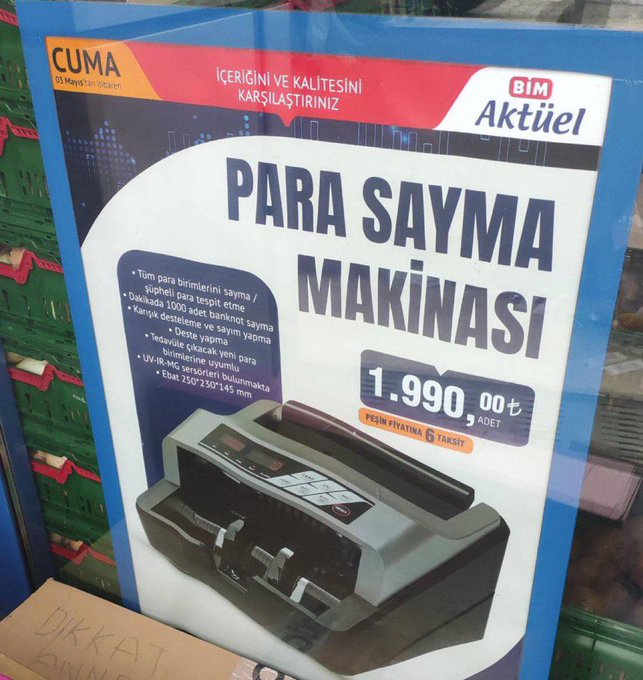 CUMA
03 Mayıs'tan itibaren
İÇERİĞİNİ VE KALİTESİNİ
KARŞILAŞTIRINIZ
BİM
Aktüel
PARA SAYMA
MAKİNASI
• Tüm para birimlerini sayma /
şüpheli para tespit etme
• Dakikada 1000 adet banknot sayma
• Karışık desteleme ve sayım yapma
• Deste yapma
• Tedavüle çıkacak yeni para
birimlerine uyumlu
• UV-IR-MG sersörleri bulunmakta
• Ebat 250*230*145 mm
1.990,00₺
ADET
PEŞİN FİYATINA 6 TAKSİT
DİKKAT